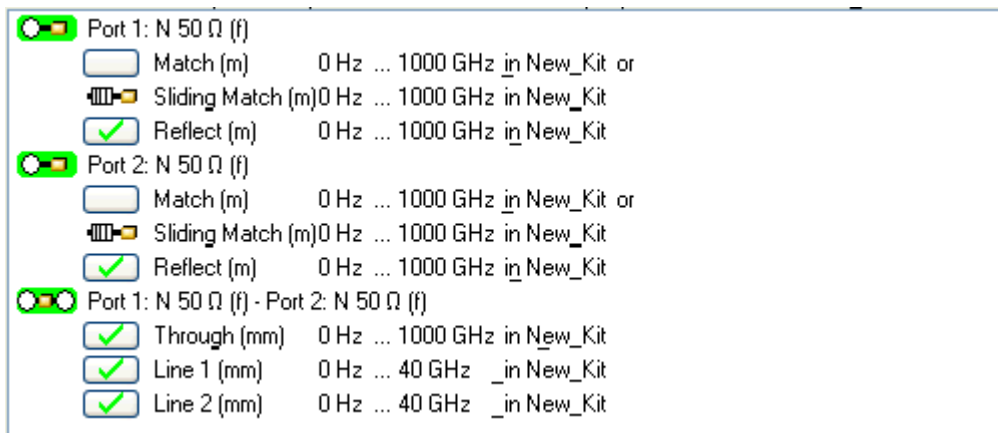 Port 1: N 50 Ω (f)
Match (m) 0 Hz ... 1000 GHz in New_Kit or
Sliding Match (m)0 Hz ... 1000 GHz in New_Kit
Reflect (m) 0 Hz ... 1000 GHz in New_Kit
Port 2: N 50 Ω (f)
Match (m) 0 Hz ... 1000 GHz in New_Kit or
Sliding Match (m)0 Hz ... 1000 GHz in New_Kit
Reflect (m) 0 Hz ... 1000 GHz in New_Kit
Port 1: N 50 Ω (f) - Port 2: N 50 Ω (f)
Through (mm) 0 Hz ... 1000 GHz in New_Kit
Line 1 (mm) 0 Hz ... 40 GHz _in New_Kit
Line 2 (mm) 0 Hz ... 40 GHz _in New_Kit